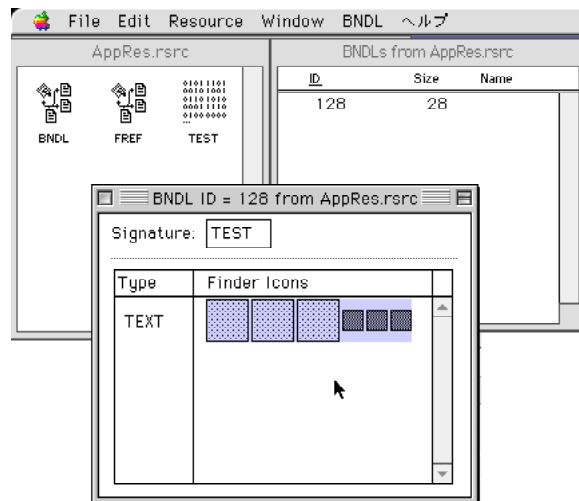 File Edit Resource Window BNDL ヘルプ
AppRes.rsrc
BNDLs from AppRes.rsrc
ID Size Name
128 28
BNDL FREF TEST
BNDL ID = 128 from AppRes.rsrc
Signature: TEST
Type Finder Icons
TEXT